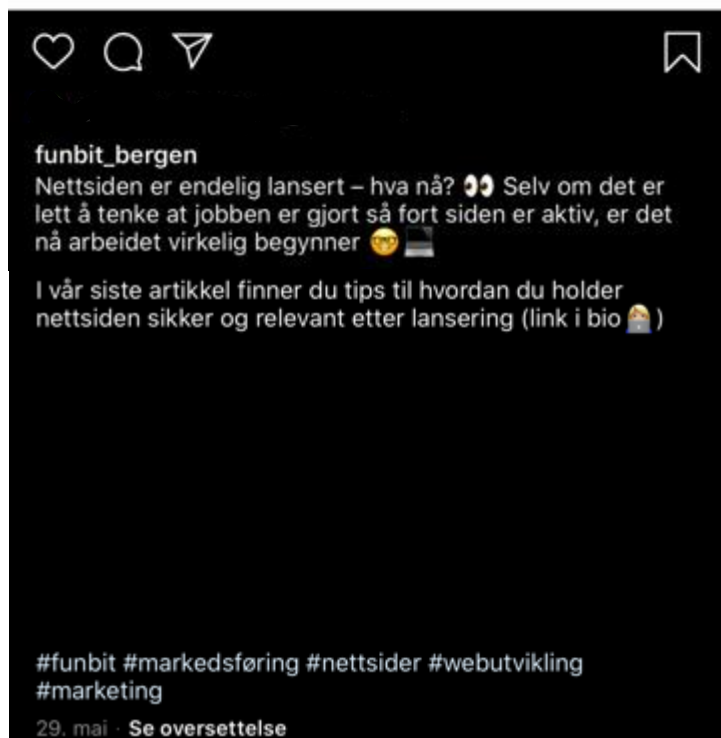 funbit_bergen
Nettsiden er endelig lansert – hva nå? 👀 Selv om det er
lett å tenke at jobben er gjort så fort siden er aktiv, er det
nå arbeidet virkelig begynner 🤓💻
I vår siste artikkel finner du tips til hvordan du holder
nettsiden sikker og relevant etter lansering (link i bio👩🏼‍💻)
#funbit #markedsføring #nettsider #webutvikling
#marketing
29. mai · Se oversettelse